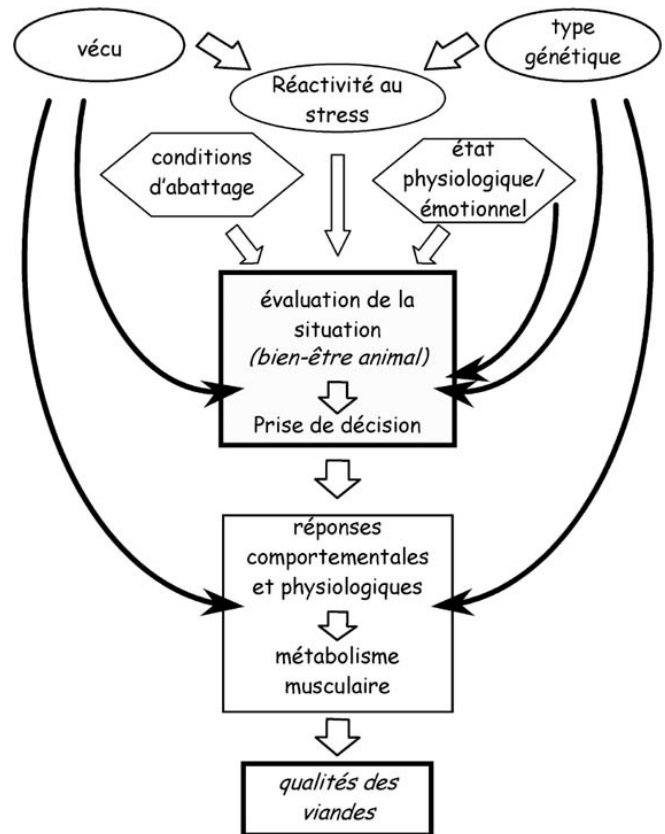 vécu
type
génétique
Réactivité au
stress
conditions
d'abattage
état
physiologique/
émotionnel
évaluation de la
situation
(bien-être animal)
Prise de décision
réponses
comportementales
et physiologiques
métabolisme
musculaire
qualités des
viandes